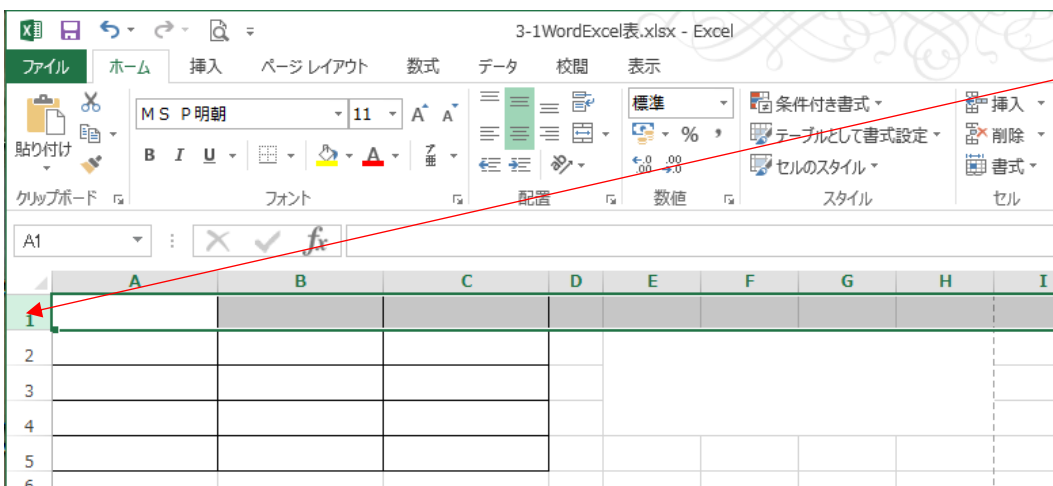 3-1WordExcel表.xlsx - Excel
ファイル ホーム 挿入 ページ レイアウト 数式 データ 校閲 表示
ＭＳ Ｐ明朝 11 A A 標準 条件付き書式 挿入
貼り付け B I U A 亜 % テーブルとして書式設定 削除
セルのスタイル 書式
クリップボード フォント 配置 数値 スタイル セル
A1 fx
A B C D E F G H I
1
2
3
4
5
6